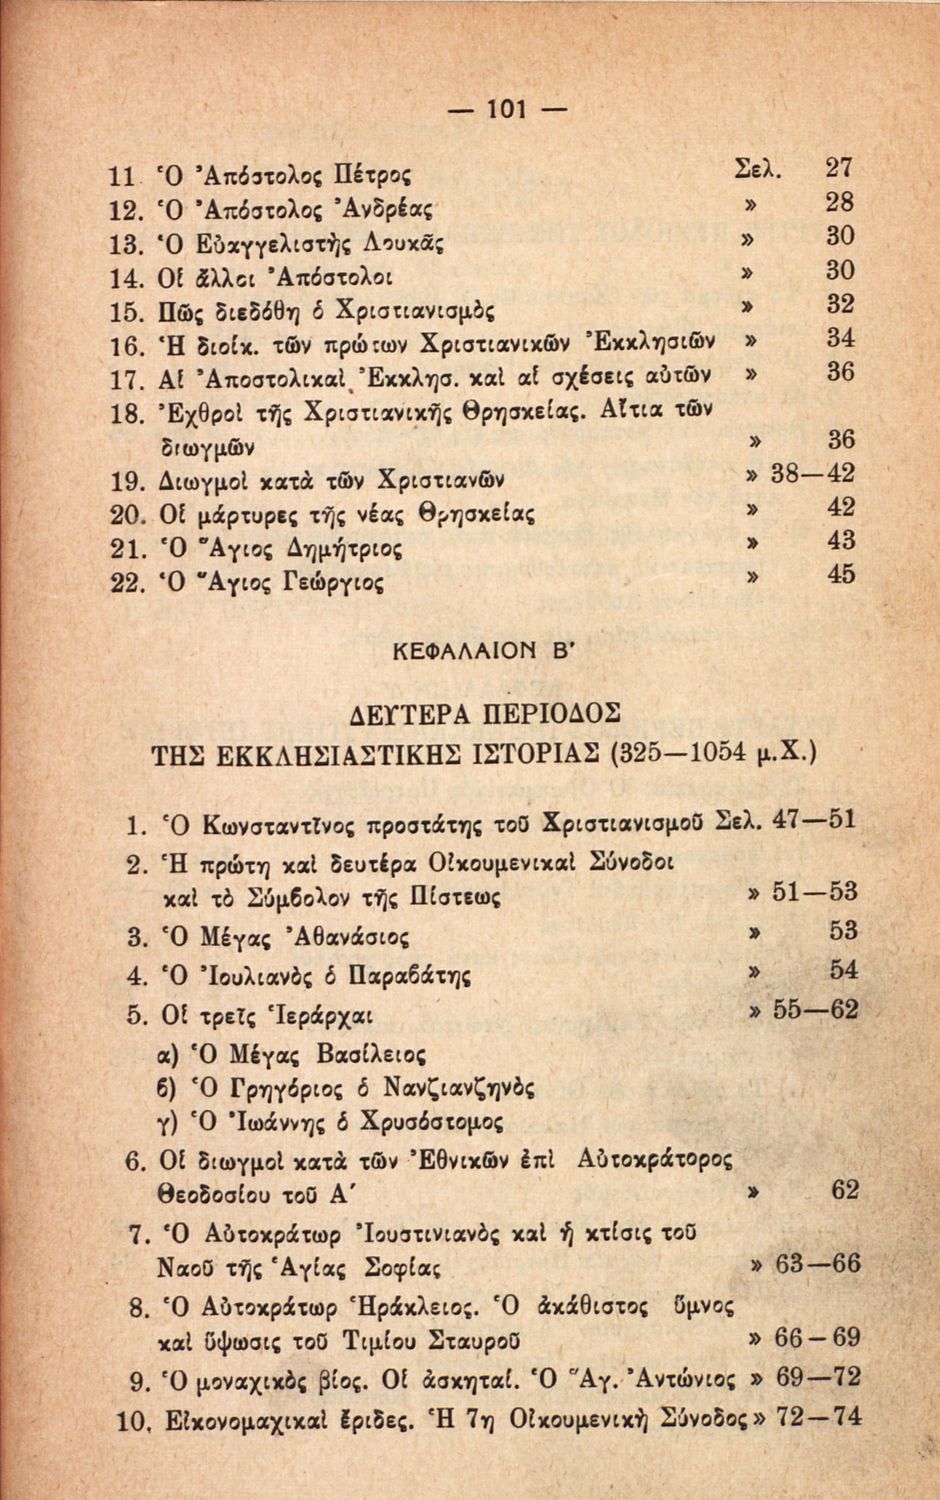 — 101 —
11 Ὁ Ἀπόστολος Πέτρος Σελ. 27
12. Ὁ Ἀπόστολος Ἀνδρέας » 28
13. Ὁ Εὐαγγελιστὴς Λουκᾶς » 30
14. Οἱ ἄλλοι Ἀπόστολοι » 30
15. Πῶς διεδόθη ὁ Χριστιανισμὸς » 32
16. Ἡ διοίκ. τῶν πρώτων Χριστιανικῶν Ἐκκλησιῶν » 34
17. Αἱ Ἀποστολικαὶ Ἐκκλησ. καὶ αἱ σχέσεις αὐτῶν » 36
18. Ἐχθροὶ τῆς Χριστιανικῆς Θρησκείας. Αἴτια τῶν
διωγμῶν » 36
19. Διωγμοὶ κατὰ τῶν Χριστιανῶν » 38—42
20. Οἱ μάρτυρες τῆς νέας Θρησκείας » 42
21. Ὁ Ἅγιος Δημήτριος » 43
22. Ὁ Ἅγιος Γεώργιος » 45
ΚΕΦΑΛΑΙΟΝ Β'
ΔΕΥΤΕΡΑ ΠΕΡΙΟΔΟΣ
ΤΗΣ ΕΚΚΛΗΣΙΑΣΤΙΚΗΣ ΙΣΤΟΡΙΑΣ (325—1054 μ.Χ.)
1. Ὁ Κωνσταντῖνος προστάτης τοῦ Χριστιανισμοῦ Σελ. 47—51
2. Ἡ πρώτη καὶ δευτέρα Οἰκουμενικαὶ Σύνοδοι
καὶ τὸ Σύμβολον τῆς Πίστεως » 51—53
3. Ὁ Μέγας Ἀθανάσιος » 53
4. Ὁ Ἰουλιανὸς ὁ Παραβάτης » 54
5. Οἱ τρεῖς Ἱεράρχαι » 55—62
α) Ὁ Μέγας Βασίλειος
β) Ὁ Γρηγόριος ὁ Νανζιανζηνὸς
γ) Ὁ Ἰωάννης ὁ Χρυσόστομος
6. Οἱ διωγμοὶ κατὰ τῶν Ἐθνικῶν ἐπὶ Αὐτοκράτορος
Θεοδοσίου τοῦ Α' » 62
7. Ὁ Αὐτοκράτωρ Ἰουστινιανὸς καὶ ἡ κτίσις τοῦ
Ναοῦ τῆς Ἁγίας Σοφίας » 63—66
8. Ὁ Αὐτοκράτωρ Ἡράκλειος. Ὁ ἀκάθιστος ὕμνος
καὶ ὕψωσις τοῦ Τιμίου Σταυροῦ » 66—69
9. Ὁ μοναχικὸς βίος. Οἱ ἀσκηταί. Ὁ Ἅγ. Ἀντώνιος » 69—72
10. Εἰκονομαχικαὶ ἔριδες. Ἡ 7η Οἰκουμενικὴ Σύνοδος » 72—74